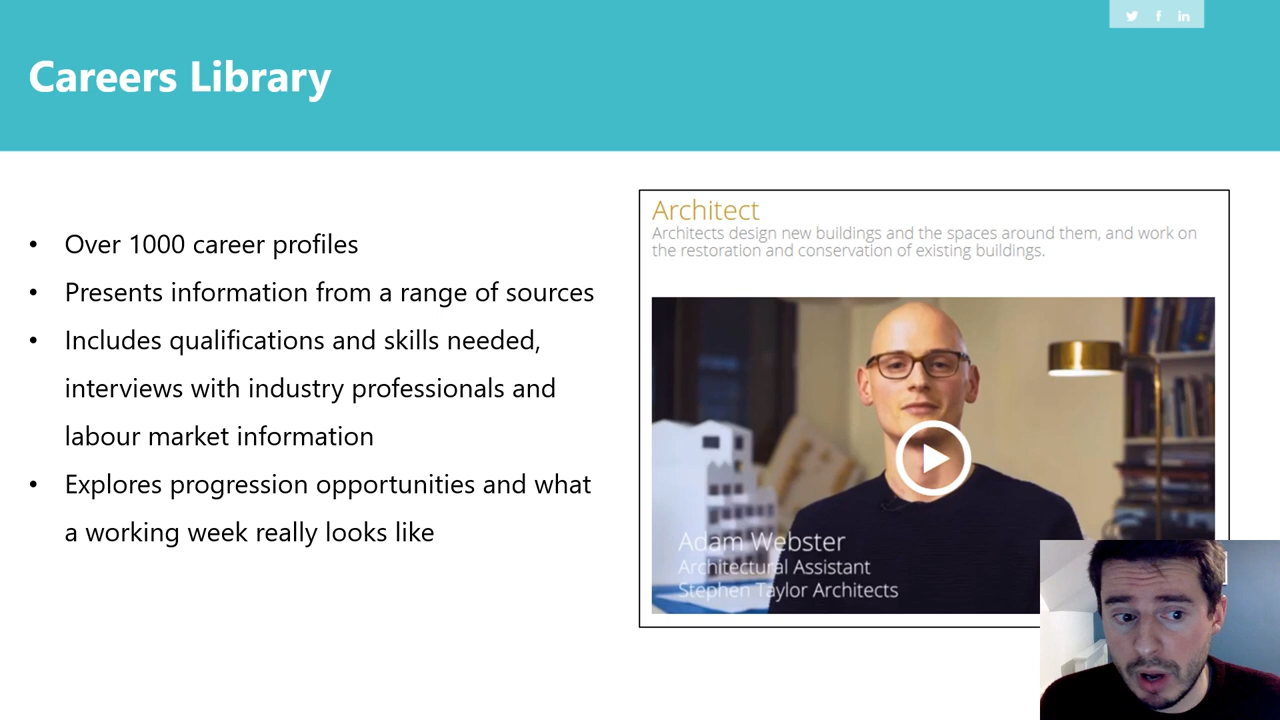 Careers Library
• Over 1000 career profiles
• Presents information from a range of sources
• Includes qualifications and skills needed,
interviews with industry professionals and
labour market information
• Explores progression opportunities and what
a working week really looks like
Architect
Architects design new buildings and the spaces around them, and work on
the restoration and conservation of existing buildings.
Adam Webster
Architectural Assistant
Stephen Taylor Architects